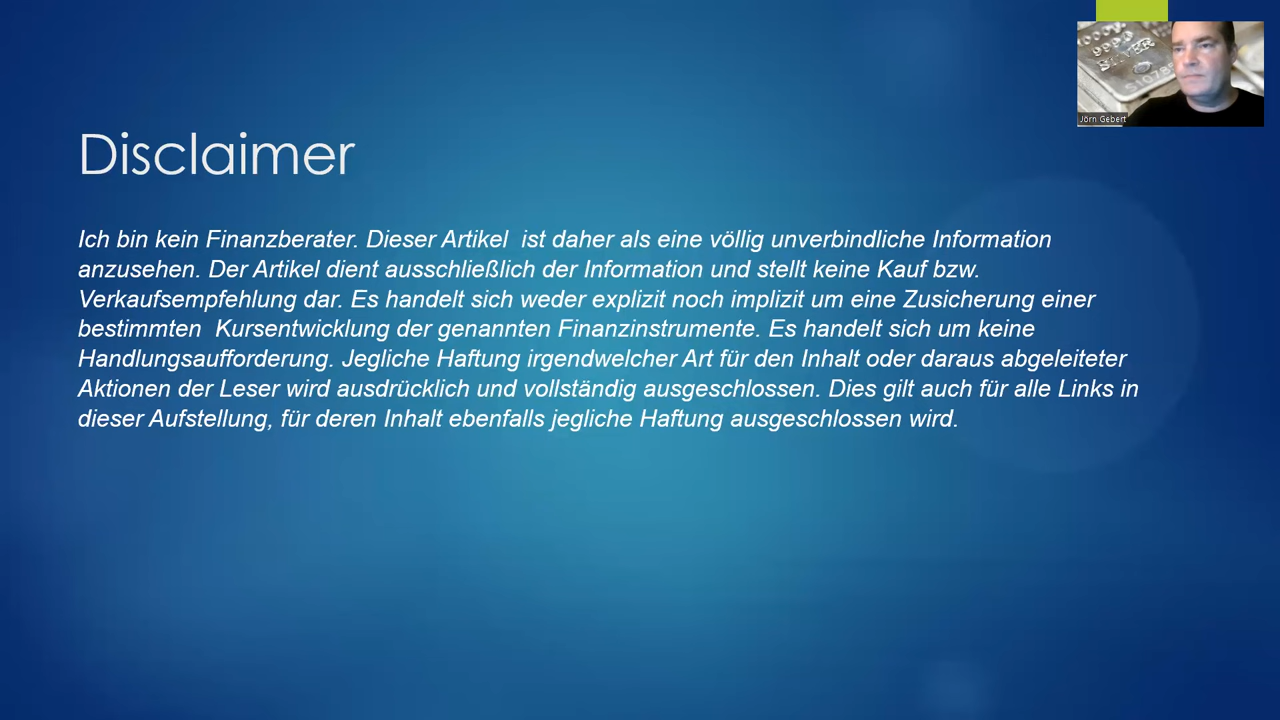 999.0
SILVER
Jörn Gebert
Disclaimer
Ich bin kein Finanzberater. Dieser Artikel  ist daher als eine völlig unverbindliche Information
anzusehen. Der Artikel dient ausschließlich der Information und stellt keine Kauf bzw.
Verkaufsempfehlung dar. Es handelt sich weder explizit noch implizit um eine Zusicherung einer
bestimmten  Kursentwicklung der genannten Finanzinstrumente. Es handelt sich um keine
Handlungsaufforderung. Jegliche Haftung irgendwelcher Art für den Inhalt oder daraus abgeleiteter
Aktionen der Leser wird ausdrücklich und vollständig ausgeschlossen. Dies gilt auch für alle Links in
dieser Aufstellung, für deren Inhalt ebenfalls jegliche Haftung ausgeschlossen wird.